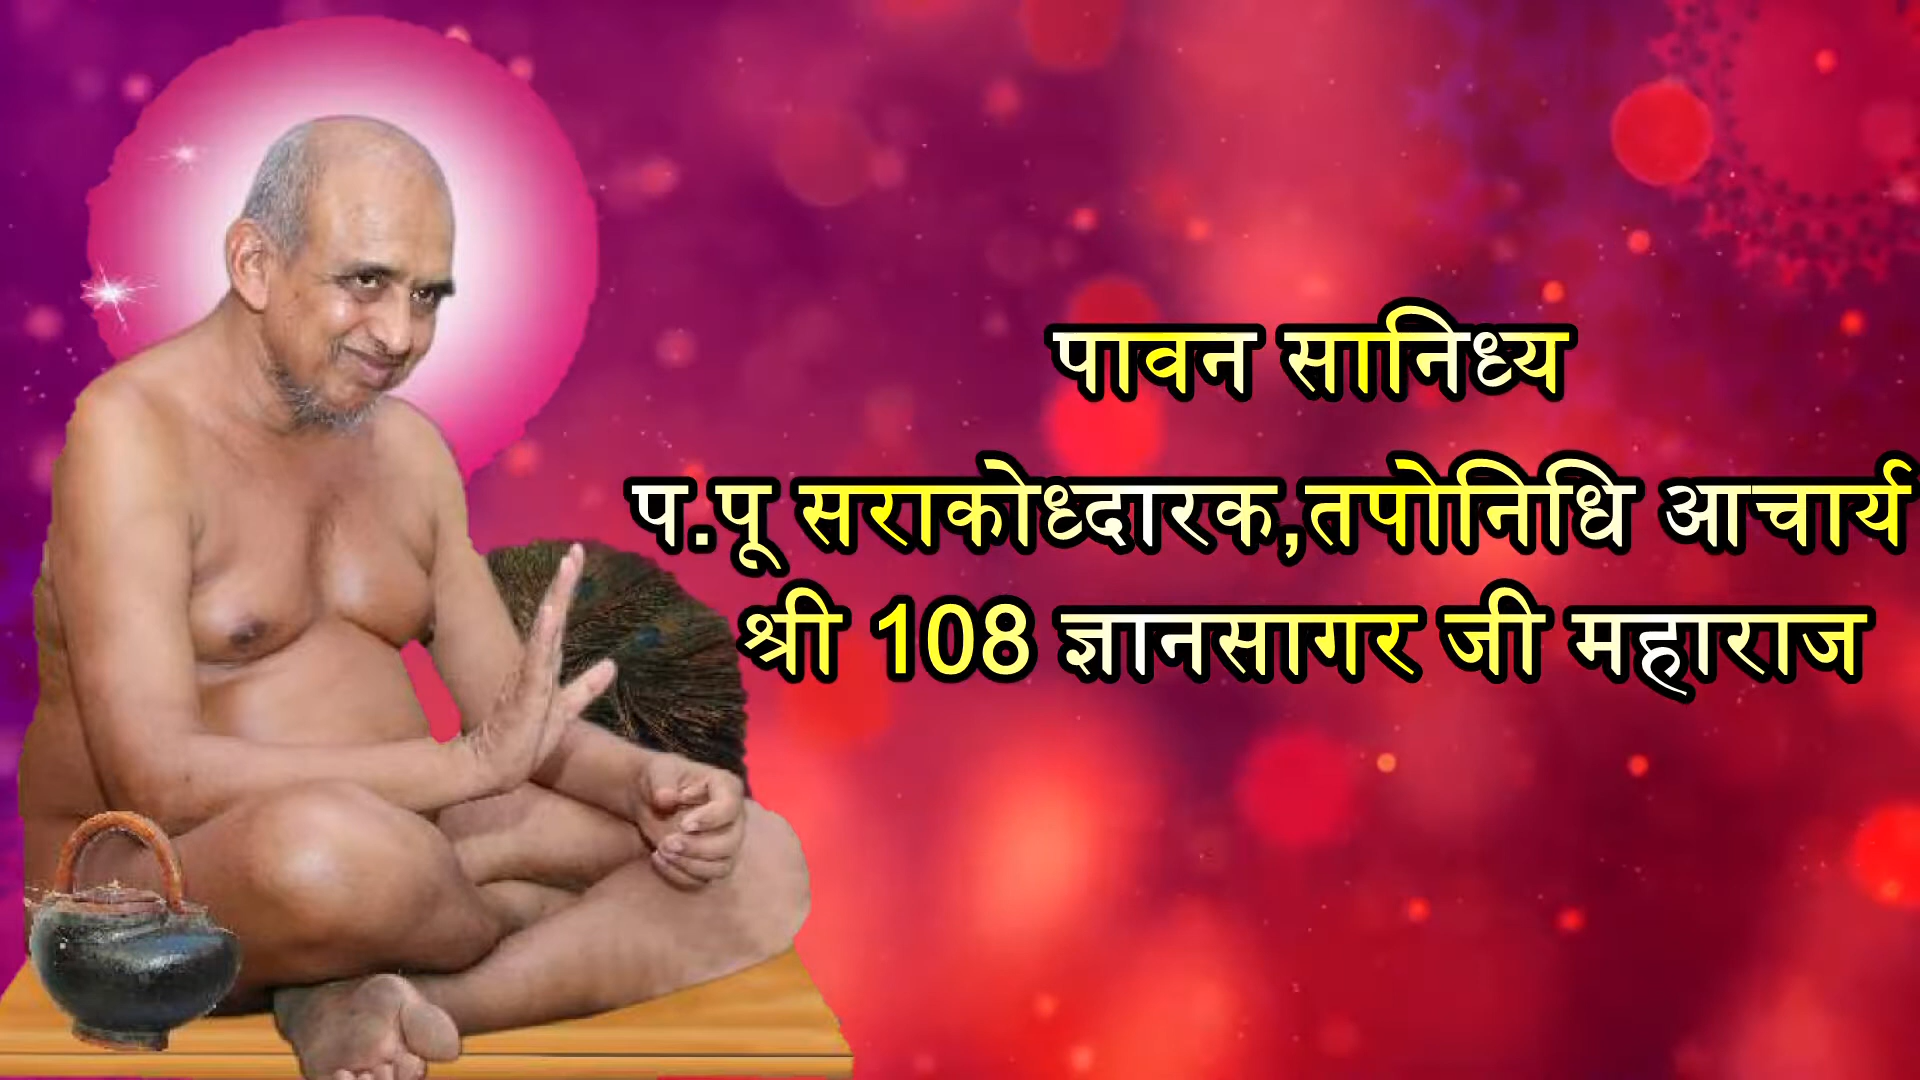 पावन सानिध्य
प.पू सराकोध्दारक,तपोनिधि आचार्य
श्री 108 ज्ञानसागर जी महाराज